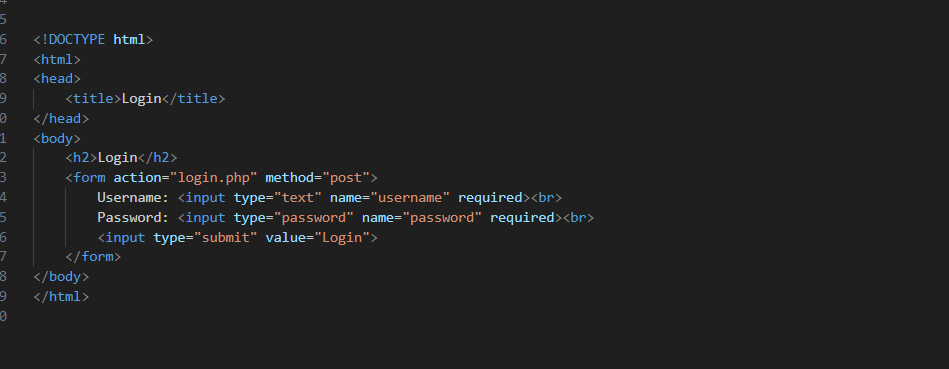 4
5
6 <!DOCTYPE html>
7 <html>
8 <head>
9     <title>Login</title>
0 </head>
1 <body>
2     <h2>Login</h2>
3     <form action="login.php" method="post">
4         Username: <input type="text" name="username" required><br>
5         Password: <input type="password" name="password" required><br>
6         <input type="submit" value="Login">
7     </form>
8 </body>
9 </html>
0